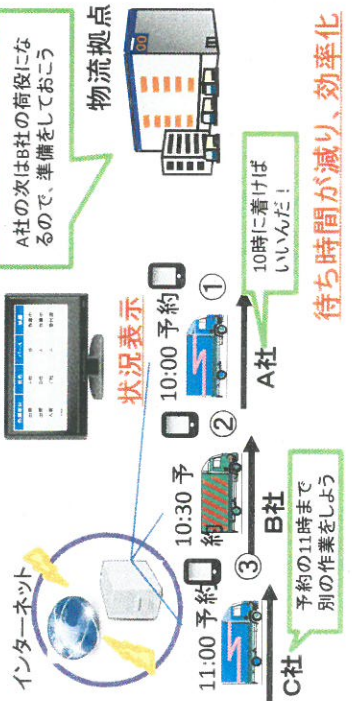 インターネット
状況表示
A社の次はB社の荷役にな
るので、準備をしておこう
物流拠点
11:00 予約
③
10:30 予
約
②
10:00 予約
①
C社
B社
A社
予約の11時まで
別の作業をしよう
10時に着けば
いいんだ！
待ち時間が減り、効率化